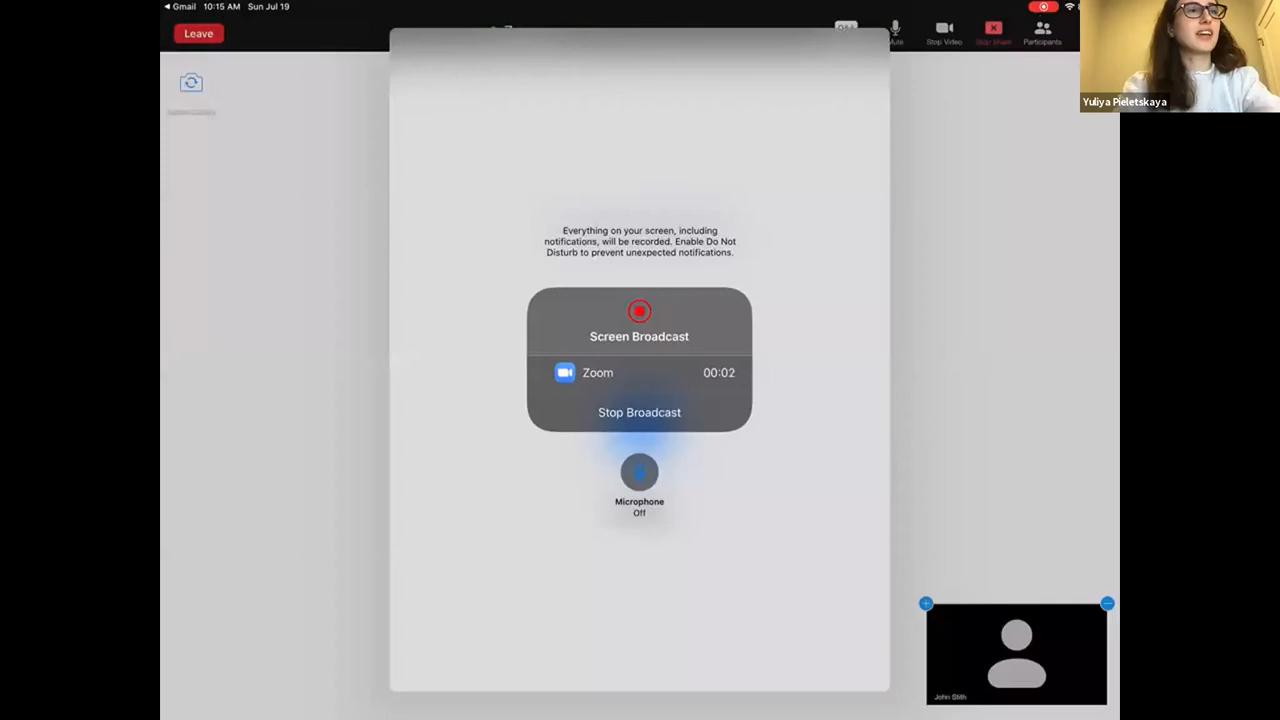 Gmail 10:15 AM Sun Jul 19
Leave
Stop Video
Stop Share
Participants
Yuliya Pieletskaya
Everything on your screen, including
notifications, will be recorded. Enable Do Not
Disturb to prevent unexpected notifications.
Screen Broadcast
Zoom 00:02
Stop Broadcast
Microphone
Off
John Stith